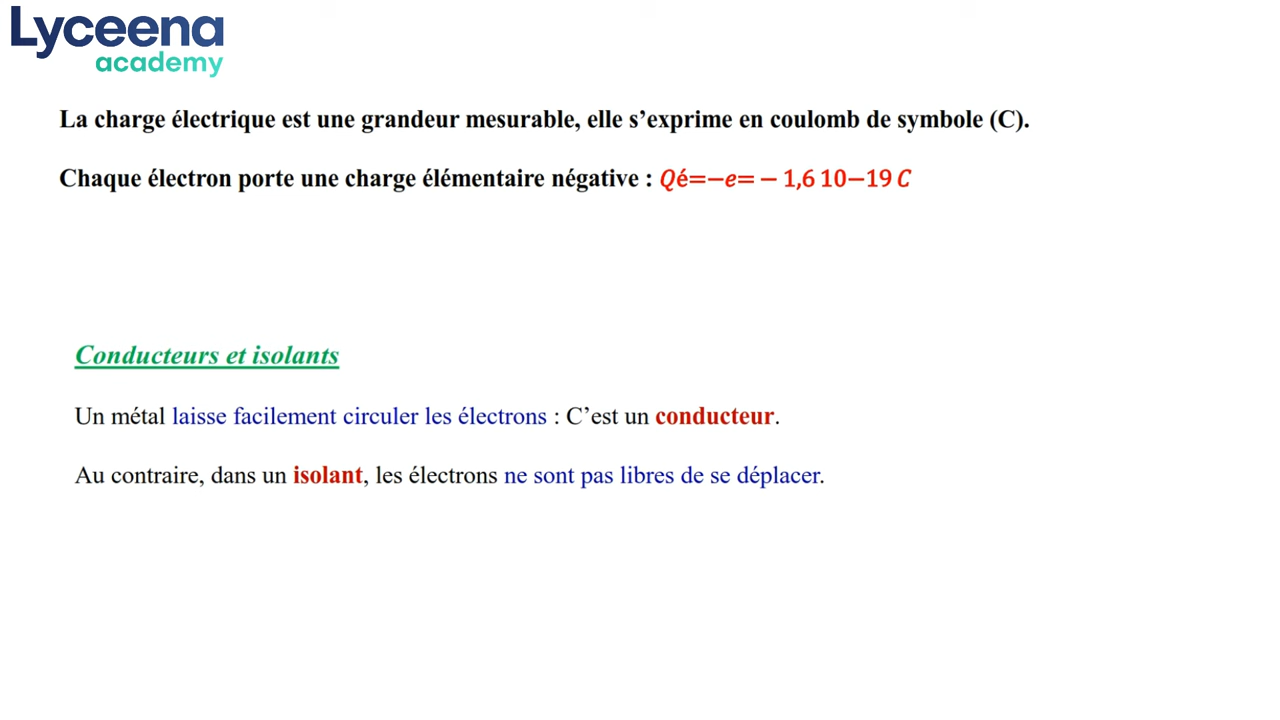 Lyceena
academy
La charge électrique est une grandeur mesurable, elle s’exprime en coulomb de symbole (C).
Chaque électron porte une charge élémentaire négative : Qé=−e= − 1,6 10−19 C
Conducteurs et isolants
Un métal laisse facilement circuler les électrons : C’est un conducteur.
Au contraire, dans un isolant, les électrons ne sont pas libres de se déplacer.